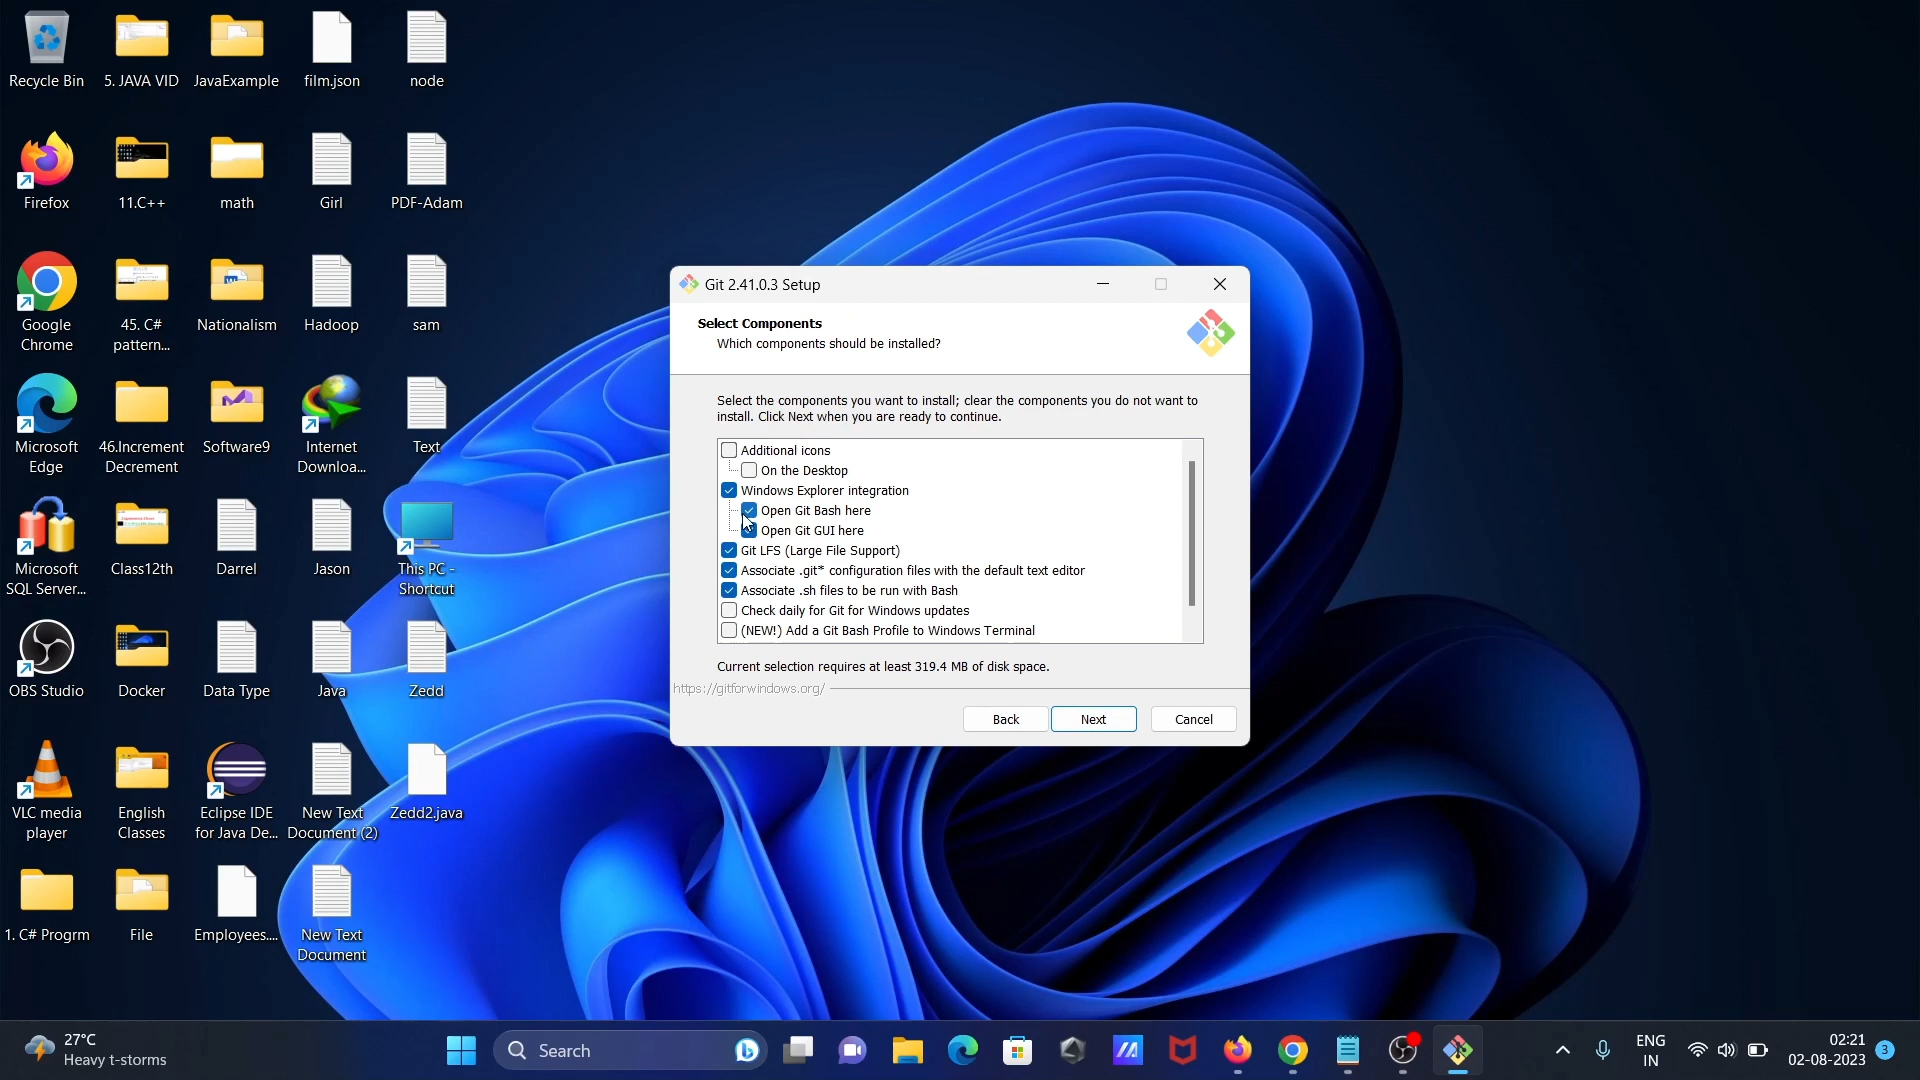 Recycle Bin
5. JAVA VID
JavaExample
film.json
node
Firefox
11.C++
math
Girl
PDF-Adam
Google
Chrome
45. C#
pattern...
Nationalism
Hadoop
sam
Microsoft
Edge
46.Increment
Decrement
Software9
Internet
Downloa...
Text
Microsoft
SQL Server...
Class12th
Darrel
Jason
This PC -
Shortcut
OBS Studio
Docker
Data Type
Java
Zedd
VLC media
player
English
Classes
Eclipse IDE
for Java De...
New Text
Document (2)
Zedd2.java
1. C# Progrm
File
Employees....
New Text
Document
Git 2.41.0.3 Setup
Select Components
Which components should be installed?
Select the components you want to install; clear the components you do not want to
install. Click Next when you are ready to continue.
Additional icons
On the Desktop
Windows Explorer integration
Open Git Bash here
Open Git GUI here
Git LFS (Large File Support)
Associate .git* configuration files with the default text editor
Associate .sh files to be run with Bash
Check daily for Git for Windows updates
(NEW!) Add a Git Bash Profile to Windows Terminal
Current selection requires at least 319.4 MB of disk space.
https://gitforwindows.org/
Back
Next
Cancel
27°C
Heavy t-storms
Search
ENG
IN
02:21
02-08-2023
3